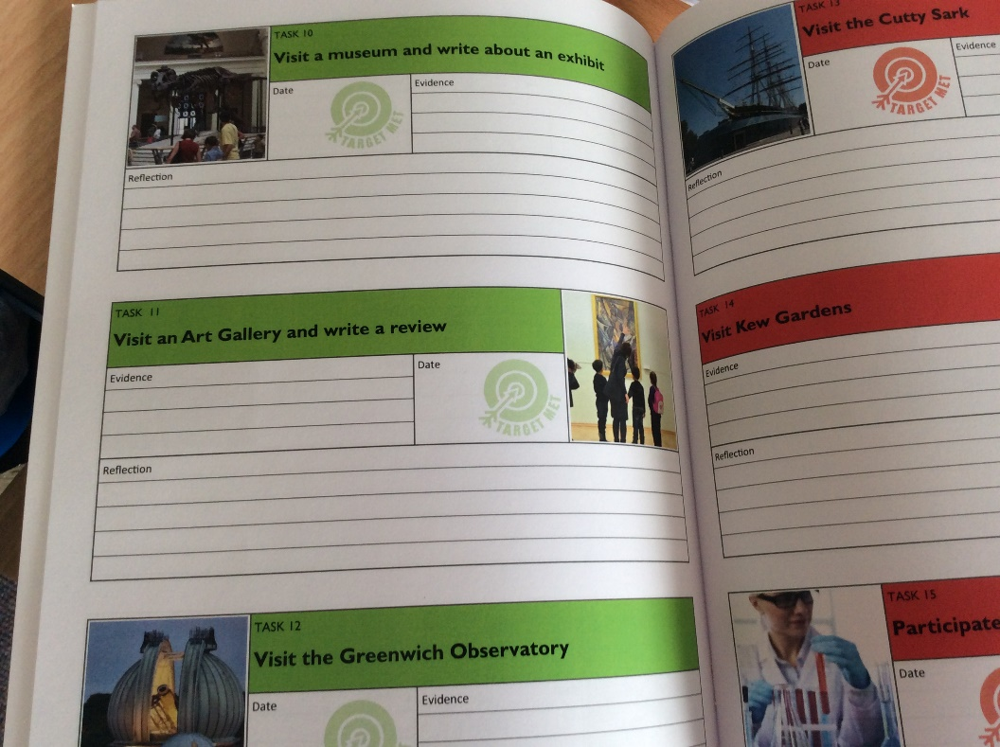 TASK 10
Visit a museum and write about an exhibit
Date
TARGET MET
Evidence
Reflection
TASK 11
Visit an Art Gallery and write a review
Evidence
Date
TARGET MET
Reflection
TASK 12
Visit the Greenwich Observatory
Date
Evidence
TASK 13
Visit the Cutty Sark
Date
TARGET MET
Evidence
Reflection
TASK 14
Visit Kew Gardens
Evidence
Reflection
TASK 15
Participate
Date